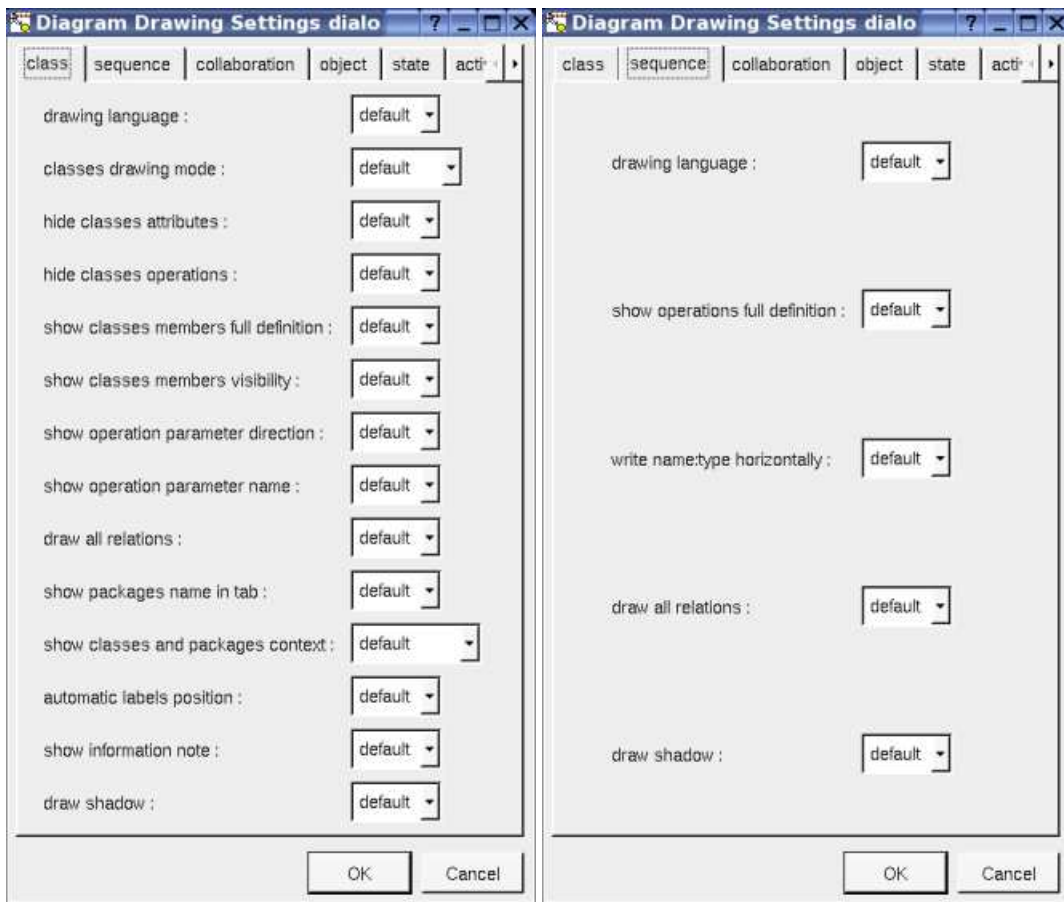 Diagram Drawing Settings dialo
class sequence collaboration object state acti
drawing language : default
classes drawing mode : default
hide classes attributes : default
hide classes operations : default
show classes members full definition : default
show classes members visibility : default
show operation parameter direction : default
show operation parameter name : default
draw all relations : default
show packages name in tab : default
show classes and packages context : default
automatic labels position : default
show information note : default
draw shadow : default
OK Cancel
Diagram Drawing Settings dialo
class sequence collaboration object state acti
drawing language : default
show operations full definition : default
write name:type horizontally : default
draw all relations : default
draw shadow : default
OK Cancel